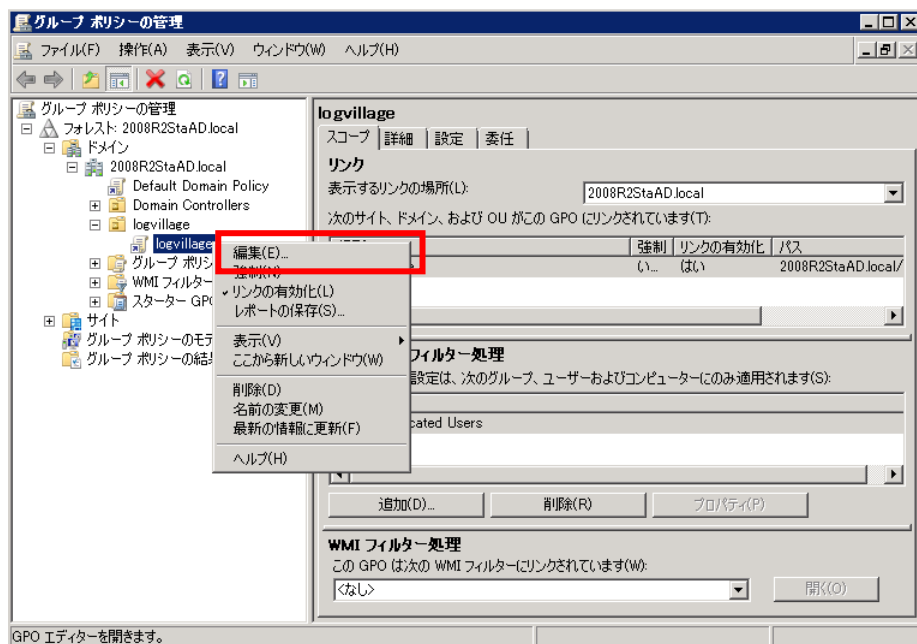 グループ ポリシーの管理
ファイル(F) 操作(A) 表示(V) ウィンドウ(W) ヘルプ(H)
グループ ポリシーの管理
フォレスト: 2008R2StaAD.local
ドメイン
2008R2StaAD.local
Default Domain Policy
Domain Controllers
logvillage
logvillage
グループ ポリシ
WMI フィルター
スターター GP
サイト
グループ ポリシーのモデ
グループ ポリシーの結
編集(E)...
強制(N)
リンクの有効化(L)
レポートの保存(S)...
表示(V)
ここから新しいウィンドウ(W)
削除(D)
名前の変更(M)
最新の情報に更新(F)
ヘルプ(H)
logvillage
スコープ 詳細 設定 委任
リンク
表示するリンクの場所(L): 2008R2StaAD.local
次のサイト、ドメイン、および OU がこの GPO にリンクされています(T):
強制 リンクの有効化 パス
い... はい 2008R2StaAD.local/
フィルター処理
設定は、次のグループ、ユーザーおよびコンピューターにのみ適用されます(S):
cated Users
追加(D)... 削除(R) プロパティ(P)
WMI フィルター処理
この GPO は次の WMI フィルターにリンクされています(W):
<なし> 開く(O)
GPO エディターを開きます。